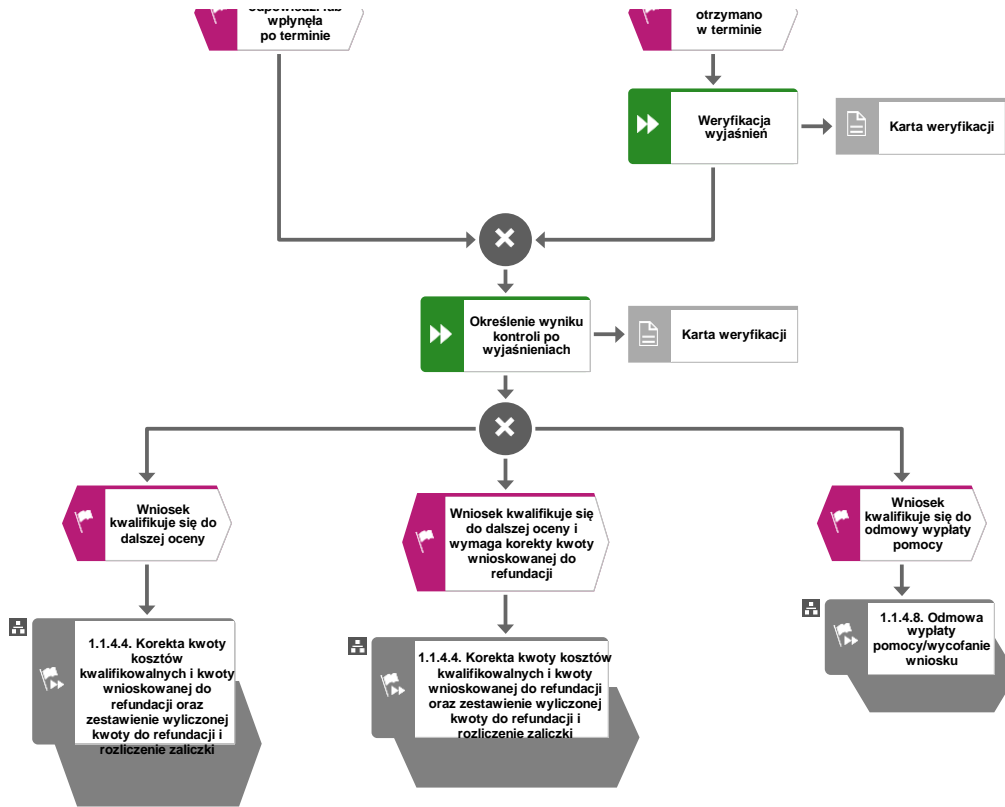 odpowiedzi lub
wpłynęła
po terminie
otrzymano
w terminie
Weryfikacja
wyjaśnień
Karta weryfikacji
Określenie wyniku
kontroli po
wyjaśnieniach
Karta weryfikacji
Wniosek
kwalifikuje się do
dalszej oceny
Wniosek kwalifikuje się
do dalszej oceny i
wymaga korekty kwoty
wnioskowanej do
refundacji
Wniosek
kwalifikuje się do
odmowy wypłaty
pomocy
1.1.4.4. Korekta kwoty
kosztów
kwalifikowalnych i kwoty
wnioskowanej do
refundacji oraz
zestawienie wyliczonej
kwoty do refundacji i
rozliczenie zaliczki
1.1.4.4. Korekta kwoty kosztów
kwalifikowalnych i kwoty
wnioskowanej do refundacji
oraz zestawienie wyliczonej
kwoty do refundacji i
rozliczenie zaliczki
1.1.4.8. Odmowa
wypłaty
pomocy/wycofanie
wniosku